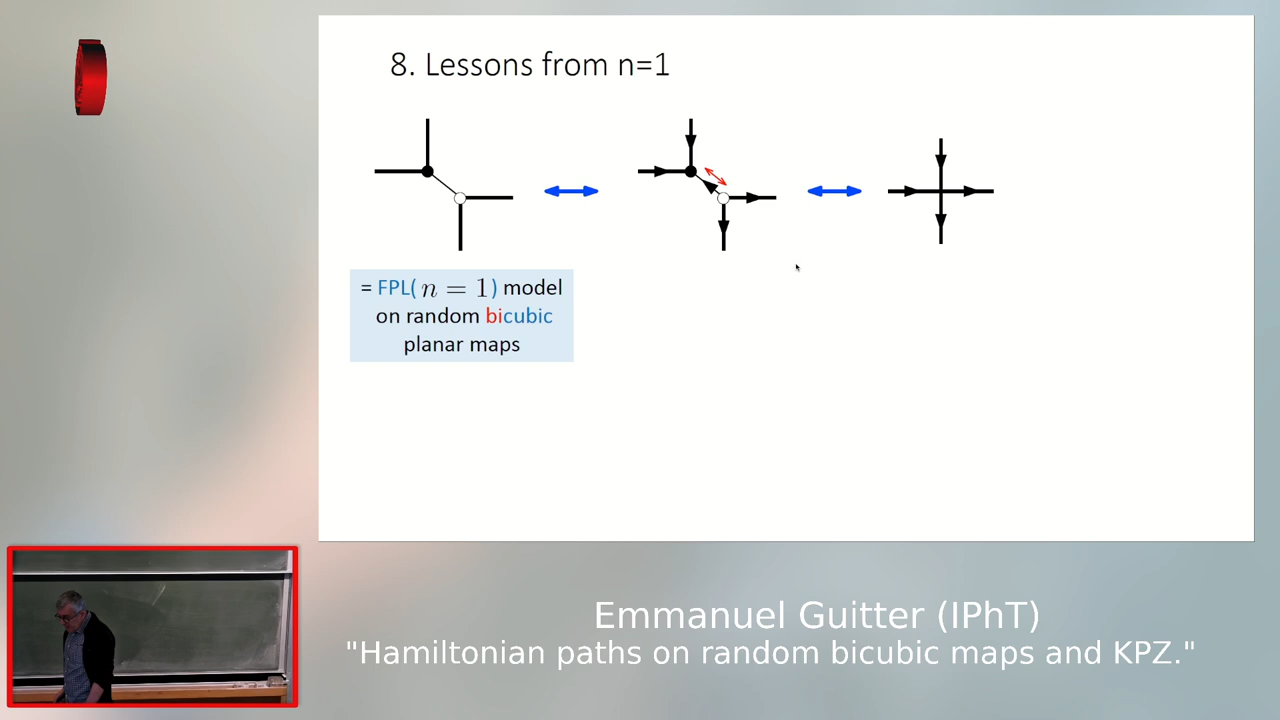 8. Lessons from n=1
= FPL( n = 1) model
on random bicubic
planar maps
Emmanuel Guitter (IPhT)
"Hamiltonian paths on random bicubic maps and KPZ."